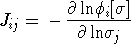 J_{ij} = - \frac{\partial \ln \phi_i[\sigma]}{\partial \ln \sigma_j}